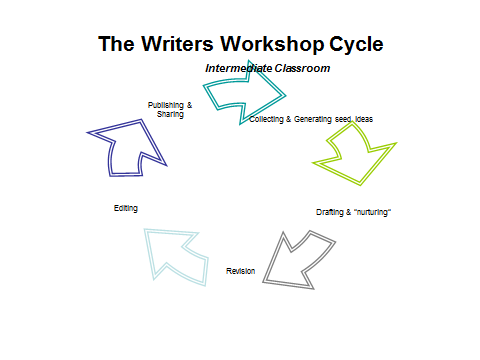 The Writers Workshop Cycle
Intermediate Classroom
Publishing &
Sharing
Collecting & Generating seed ideas
Editing
Drafting & "nurturing"
Revision